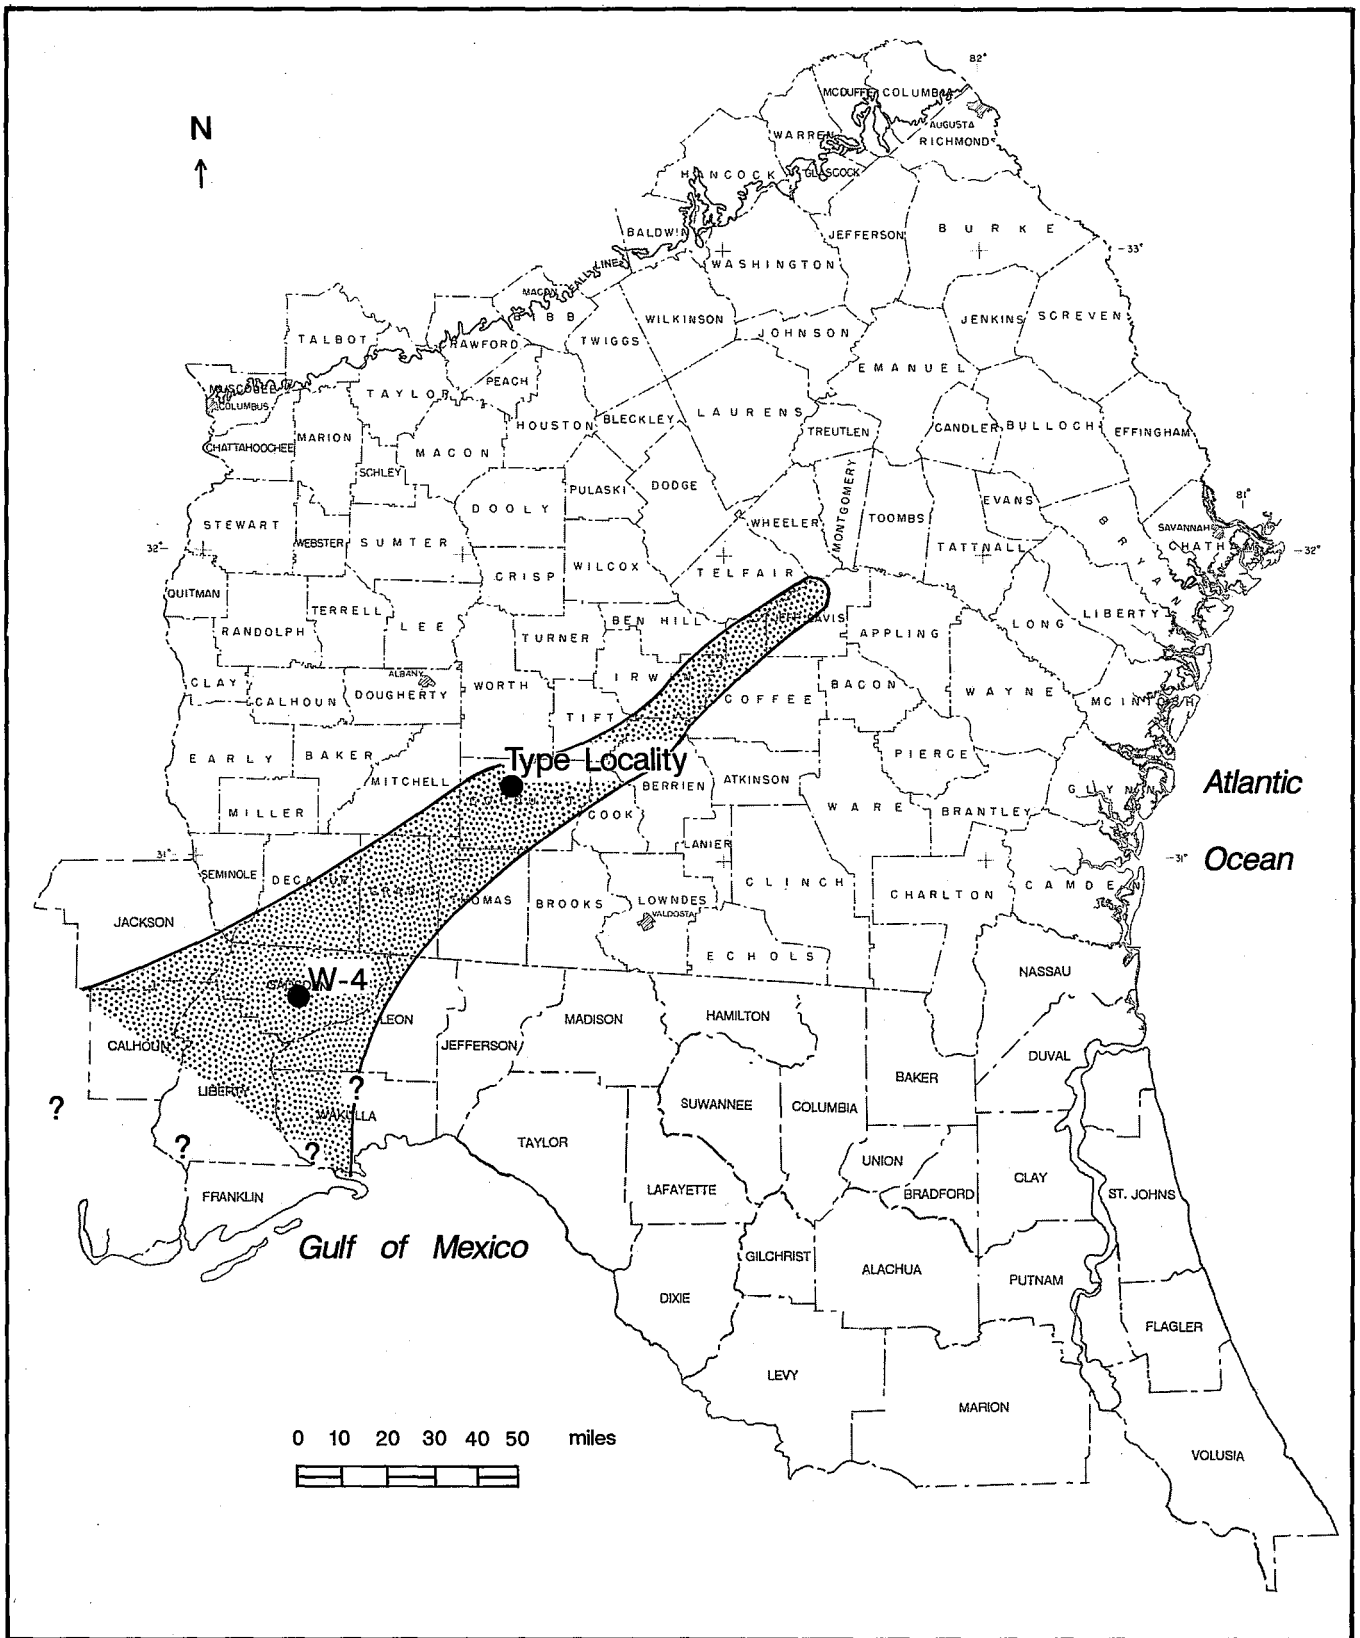 82°
MCDUFFIE COLUMBIA
N
AUGUSTA
WARREN
RICHMOND
HANCOCK
GLASCOCK
BALDWIN
JEFFERSON
BURKE
33°
FALL LINE
WASHINGTON
MACON
BIBB
WILKINSON
JENKINS
SCREVEN
TALBOT
CRAWFORD
TWIGGS
JOHNSON
EMANUEL
PEACH
MUSCOGEE
TAYLOR
COLUMBUS
HOUSTON
BLECKLEY
LAURENS
TREUTLEN
CANDLER
BULLOCH
EFFINGHAM
CHATTAHOOCHEE
MARION
MACON
SCHLEY
PULASKI
DODGE
MONTGOMERY
EVANS
81°
STEWART
DOOLY
WHEELER
TOOMBS
BRYAN
SAVANNAH
32°
WEBSTER
SUMTER
TATTNALL
CHATHAM
32°
CRISP
WILCOX
TELFAIR
QUITMAN
TERRELL
LEE
BEN HILL
JEFF DAVIS
LIBERTY
RANDOLPH
TURNER
APPLING
LONG
CLAY
CALHOUN
ALBANY
DOUGHERTY
WORTH
IRWIN
COFFEE
BACON
WAYNE
MCINTOSH
TIFT
EARLY
BAKER
MITCHELL
Type Locality
PIERCE
ATKINSON
BERRIEN
GLYNN
Atlantic
MILLER
COLQUITT
COOK
WARE
BRANTLEY
31°
LANIER
31°
Ocean
SEMINOLE
DECATUR
GRADY
THOMAS
BROOKS
LOWNDES
VALDOSTA
CLINCH
CHARLTON
CAMDEN
JACKSON
ECHOLS
W-4
GADSDEN
NASSAU
CALHOUN
LEON
JEFFERSON
MADISON
HAMILTON
DUVAL
LIBERTY
?
BAKER
?
WAKULLA
SUWANNEE
COLUMBIA
?
?
TAYLOR
UNION
CLAY
FRANKLIN
LAFAYETTE
BRADFORD
ST. JOHNS
Gulf of Mexico
GILCHRIST
ALACHUA
PUTNAM
DIXIE
FLAGLER
LEVY
MARION
0 10 20 30 40 50 miles
VOLUSIA